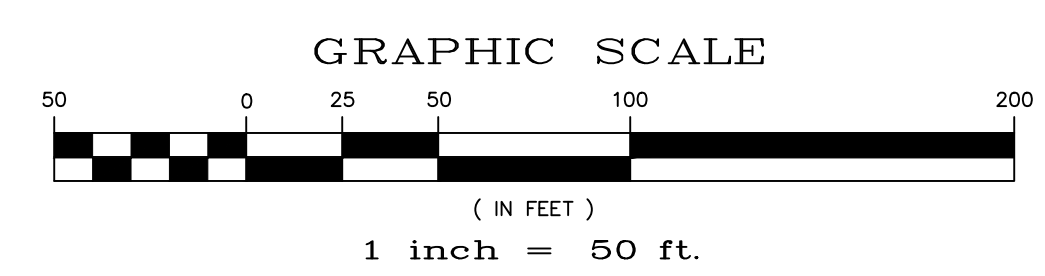 GRAPHIC SCALE
50 0 25 50 100 200
( IN FEET )
1 inch = 50 ft.